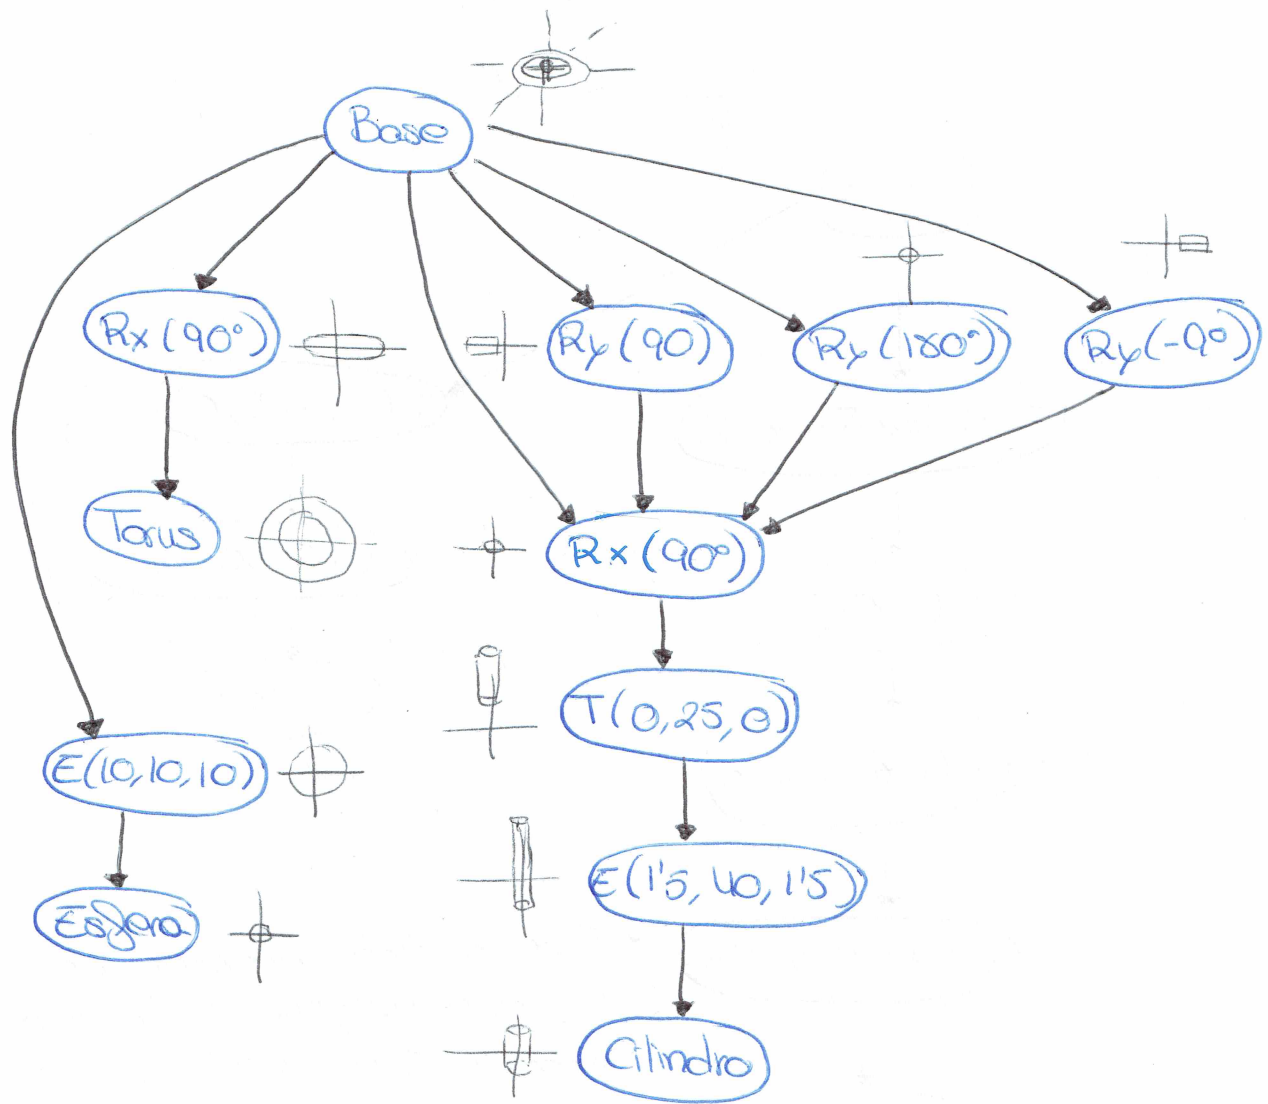 Base
Rx(90°)
Ry(90)
Ry(180°)
Ry(-9°)
Torus
Rx(90°)
T(0,25,0)
E(10,10,10)
E(1'5,40,1'5)
Esfera
Cilindro